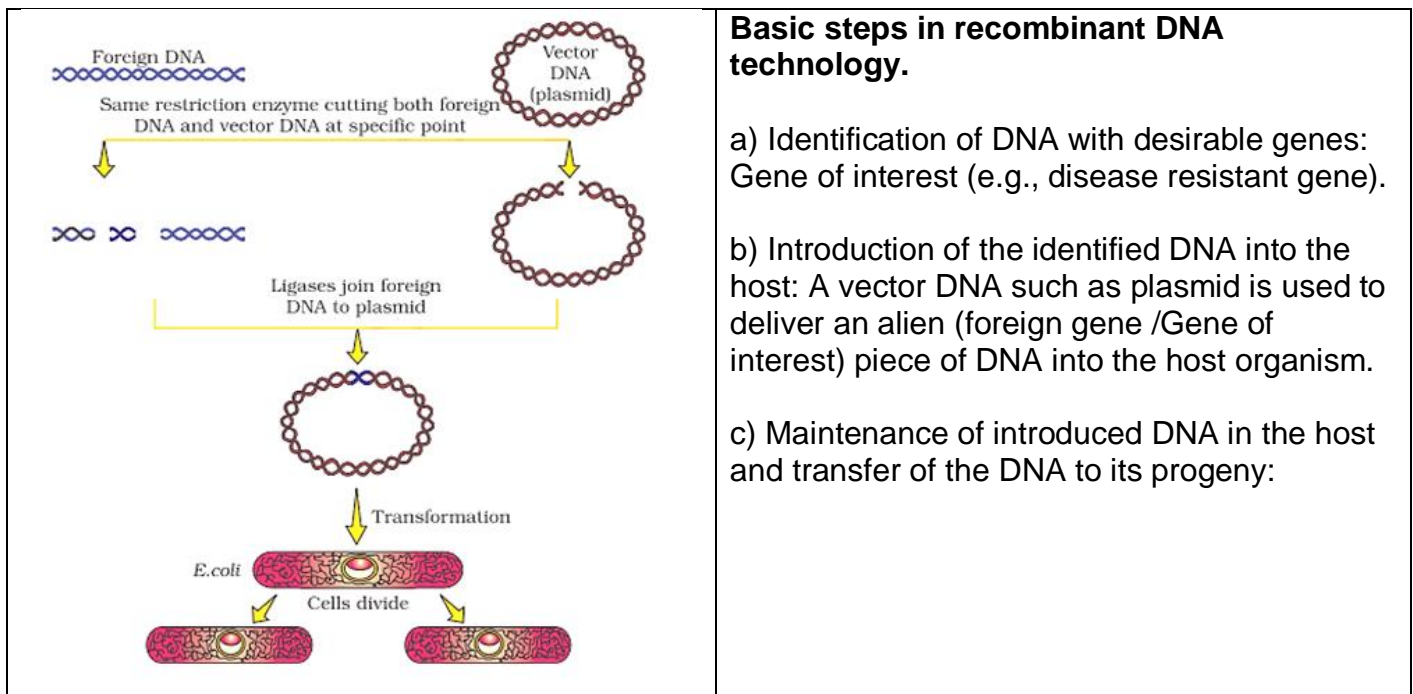 Foreign DNA
Vector
DNA
(plasmid)
Same restriction enzyme cutting both foreign
DNA and vector DNA at specific point
Ligases join foreign
DNA to plasmid
Transformation
E.coli
Cells divide
Basic steps in recombinant DNA
technology.
a) Identification of DNA with desirable genes:
Gene of interest (e.g., disease resistant gene).
b) Introduction of the identified DNA into the
host: A vector DNA such as plasmid is used to
deliver an alien (foreign gene /Gene of
interest) piece of DNA into the host organism.
c) Maintenance of introduced DNA in the host
and transfer of the DNA to its progeny: